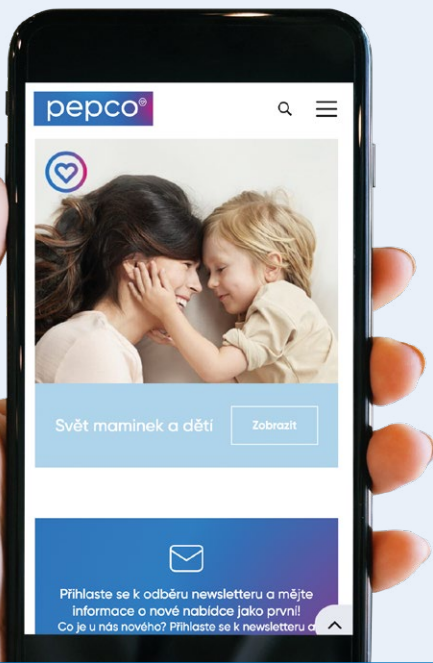 pepco®
Svět maminek a dětí
Zobrazit
Přihlaste se k odběru newsletteru a mějte
informace o nové nabídce jako první!
Co je u nás nového? Přihlaste se k newsletteru a